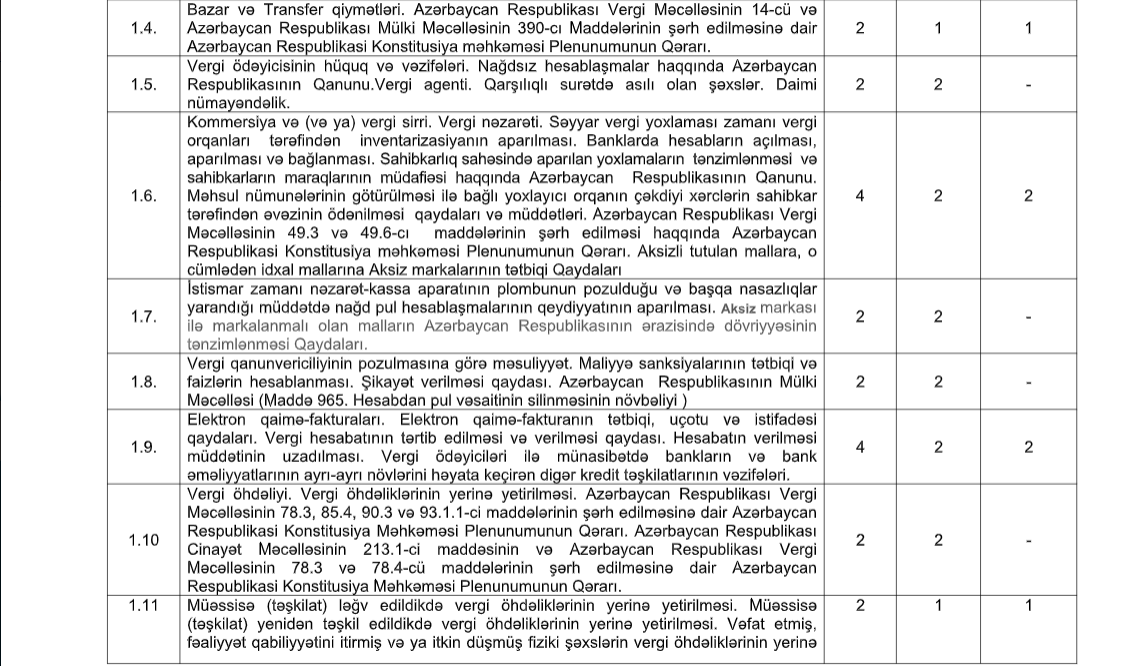 Bazar və Transfer qiymətləri. Azərbaycan Respublikası Vergi Məcəlləsinin 14-cü və
1.4. Azərbaycan Respublikası Mülki Məcəlləsinin 390-cı Maddələrinin şərh edilməsinə dair 2 1 1
Azərbaycan Respublikasi Konstitusiya məhkəməsi Plenunumunun Qərarı.
Vergi ödəyicisinin hüquq və vəzifələri. Nağdsız hesablaşmalar haqqında Azərbaycan
1.5. Respublikasının Qanunu.Vergi agenti. Qarşılıqlı surətdə asılı olan şəxslər. Daimi 2 2 -
nümayəndəlik.
Kommersiya və (və ya) vergi sirri. Vergi nəzarəti. Səyyar vergi yoxlaması zamanı vergi
orqanları tərəfindən inventarizasiyanın aparılması. Banklarda hesabların açılması,
aparılması və bağlanması. Sahibkarlıq sahəsində aparılan yoxlamaların tənzimlənməsi və
sahibkarların maraqlarının müdafiəsi haqqında Azərbaycan Respublikasının Qanunu.
1.6. Məhsul nümunələrinin götürülməsi ilə bağlı yoxlayıcı orqanın çəkdiyi xərclərin sahibkar 4 2 2
tərəfindən əvəzinin ödənilməsi qaydaları və müddətləri. Azərbaycan Respublikası Vergi
Məcəlləsinin 49.3 və 49.6-cı maddələrinin şərh edilməsi haqqında Azərbaycan
Respublikasi Konstitusiya məhkəməsi Plenunumunun Qərarı. Aksizli tutulan mallara, o
cümlədən idxal mallarına Aksiz markalarının tətbiqi Qaydaları
İstismar zamanı nəzarət-kassa aparatının plombunun pozulduğu və başqa nasazlıqlar
1.7. yarandığı müddətdə nağd pul hesablaşmalarının qeydiyyatının aparılması. Aksiz markası 2 2 -
ilə markalanmalı olan malların Azərbaycan Respublikasının ərazisində dövriyyəsinin
tənzimlənməsi Qaydaları.
Vergi qanunvericiliyinin pozulmasına görə məsuliyyət. Maliyyə sanksiyalarının tətbiqi və
1.8. faizlərin hesablanması. Şikayət verilməsi qaydası. Azərbaycan Respublikasının Mülki 2 2 -
Məcəlləsi (Maddə 965. Hesabdan pul vəsaitinin silinməsinin növbəliyi )
Elektron qaimə-fakturaları. Elektron qaimə-fakturanın tətbiqi, uçotu və istifadəsi
1.9. qaydaları. Vergi hesabatının tərtib edilməsi və verilməsi qaydası. Hesabatın verilməsi 4 2 2
müddətinin uzadılması. Vergi ödəyiciləri ilə münasibətdə bankların və bank
əməliyyatlarının ayrı-ayrı növlərini həyata keçirən digər kredit təşkilatlarının vəzifələri.
Vergi öhdəliyi. Vergi öhdəliklərinin yerinə yetirilməsi. Azərbaycan Respublikası Vergi
Məcəlləsinin 78.3, 85.4, 90.3 və 93.1.1-ci maddələrinin şərh edilməsinə dair Azərbaycan
Respublikasi Konstitusiya Məhkəməsi Plenunumunun Qərarı. Azərbaycan Respublikası
1.10 Cinayət Məcəlləsinin 213.1-ci maddəsinin və Azərbaycan Respublikası Vergi 2 2 -
Məcəlləsinin 78.3 və 78.4-cü maddələrinin şərh edilməsinə dair Azərbaycan
Respublikasi Konstitusiya Məhkəməsi Plenunumunun Qərarı.
1.11 Müəssisə (təşkilat) ləğv edildikdə vergi öhdəliklərinin yerinə yetirilməsi. Müəssisə 2 1 1
(təşkilat) yenidən təşkil edildikdə vergi öhdəliklərinin yerinə yetirilməsi. Vəfat etmiş,
fəaliyyət qabiliyyətini itirmiş və ya itkin düşmüş fiziki şəxslərin vergi öhdəliklərinin yerinə